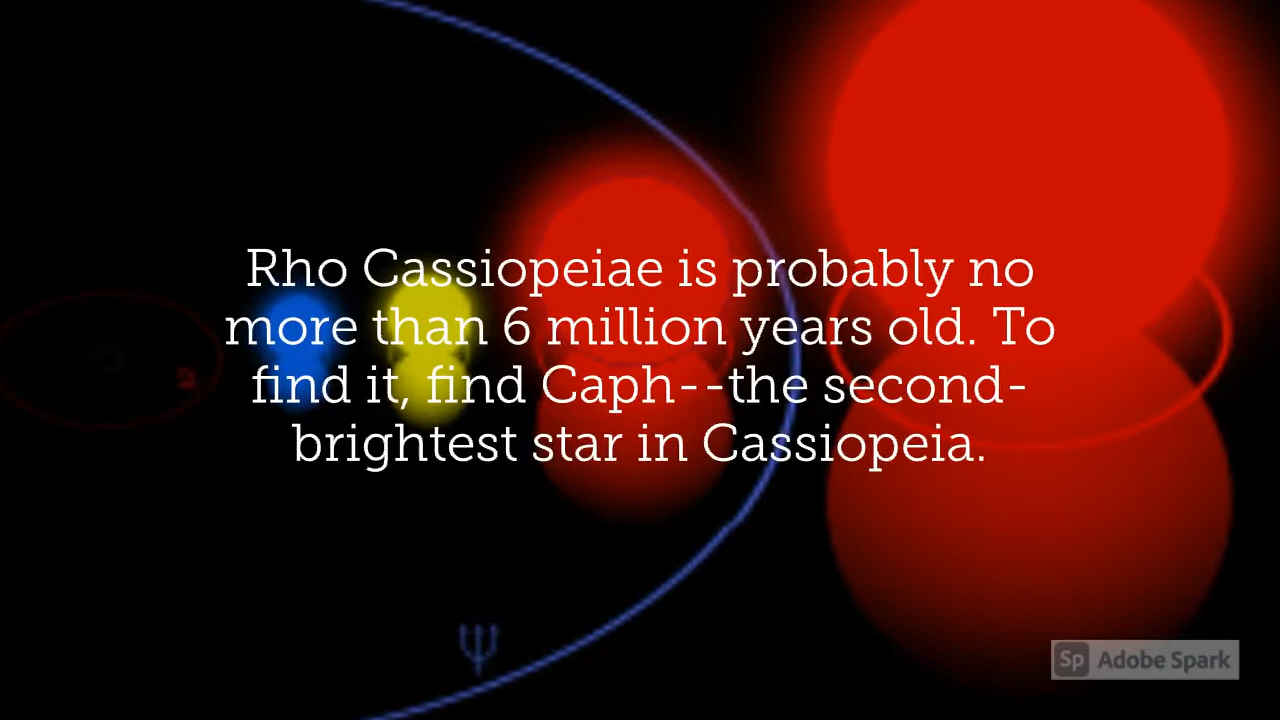 Rho Cassiopeiae is probably no
more than 6 million years old. To
find it, find Caph--the second-
brightest star in Cassiopeia.
Sp Adobe Spark